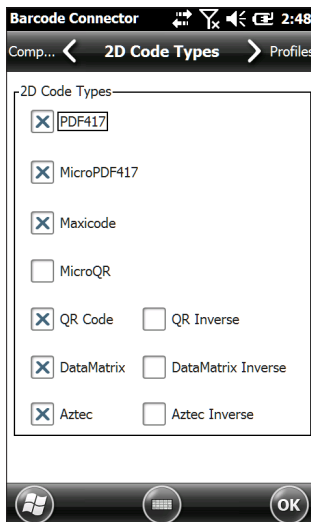 Barcode Connector 2:48
Comp... 2D Code Types Profiles
2D Code Types
PDF417
MicroPDF417
Maxicode
MicroQR
QR Code QR Inverse
DataMatrix DataMatrix Inverse
Aztec Aztec Inverse
OK